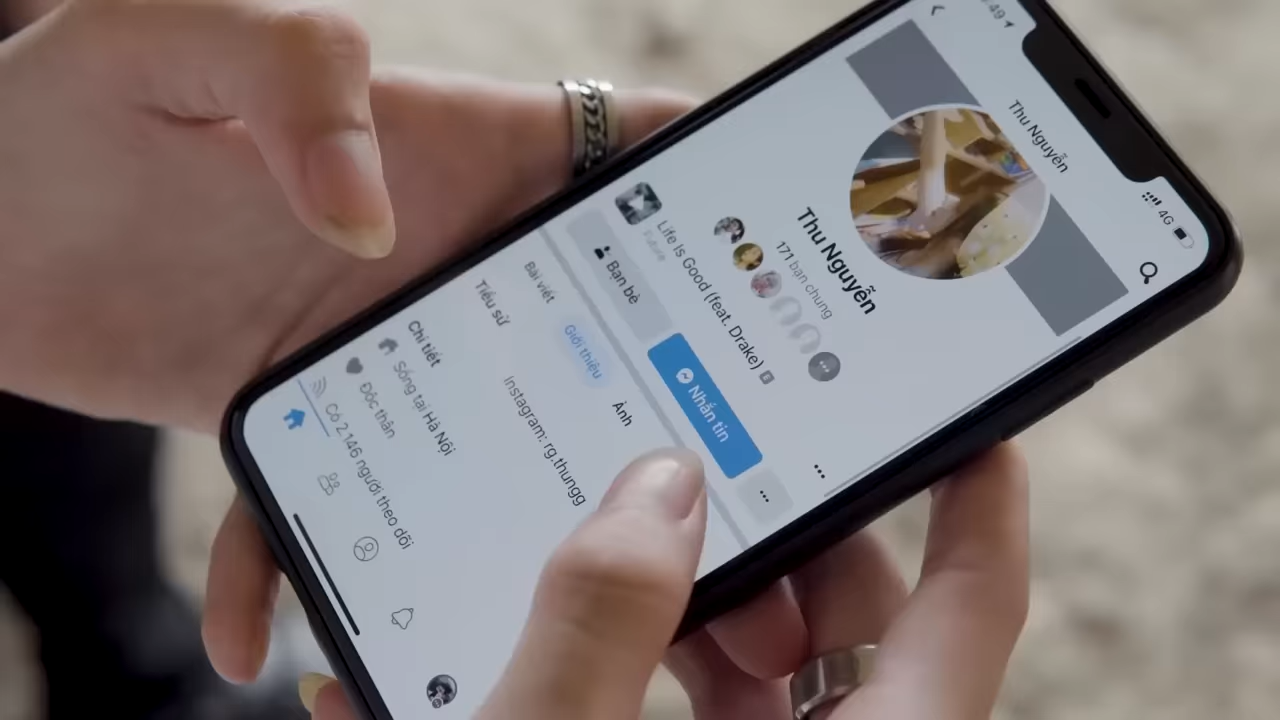 :49
Thu Nguyễn
4G
Thu Nguyễn
171 bạn chung
Life Is Good (feat. Drake) E
Future
Bạn bè
Nhắn tin
Bài viết
Giới thiệu
Ảnh
Tiểu sử
Instagram: rg.thungg
Chi tiết
Sống tại Hà Nội
Độc thân
Có 2.146 người theo dõi